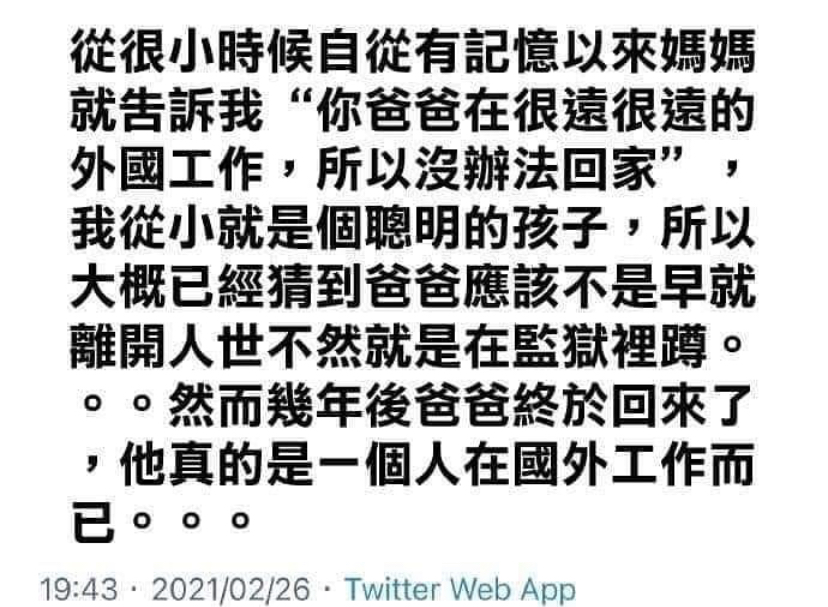 從很小時候自從有記憶以來媽媽
就告訴我“你爸爸在很遠很遠的
外國工作，所以沒辦法回家”，
我從小就是個聰明的孩子，所以
大概已經猜到爸爸應該不是早就
離開人世不然就是在監獄裡蹲。
。。然而幾年後爸爸終於回來了
，他真的是一個人在國外工作而
已。。。
19:43 · 2021/02/26 · Twitter Web App